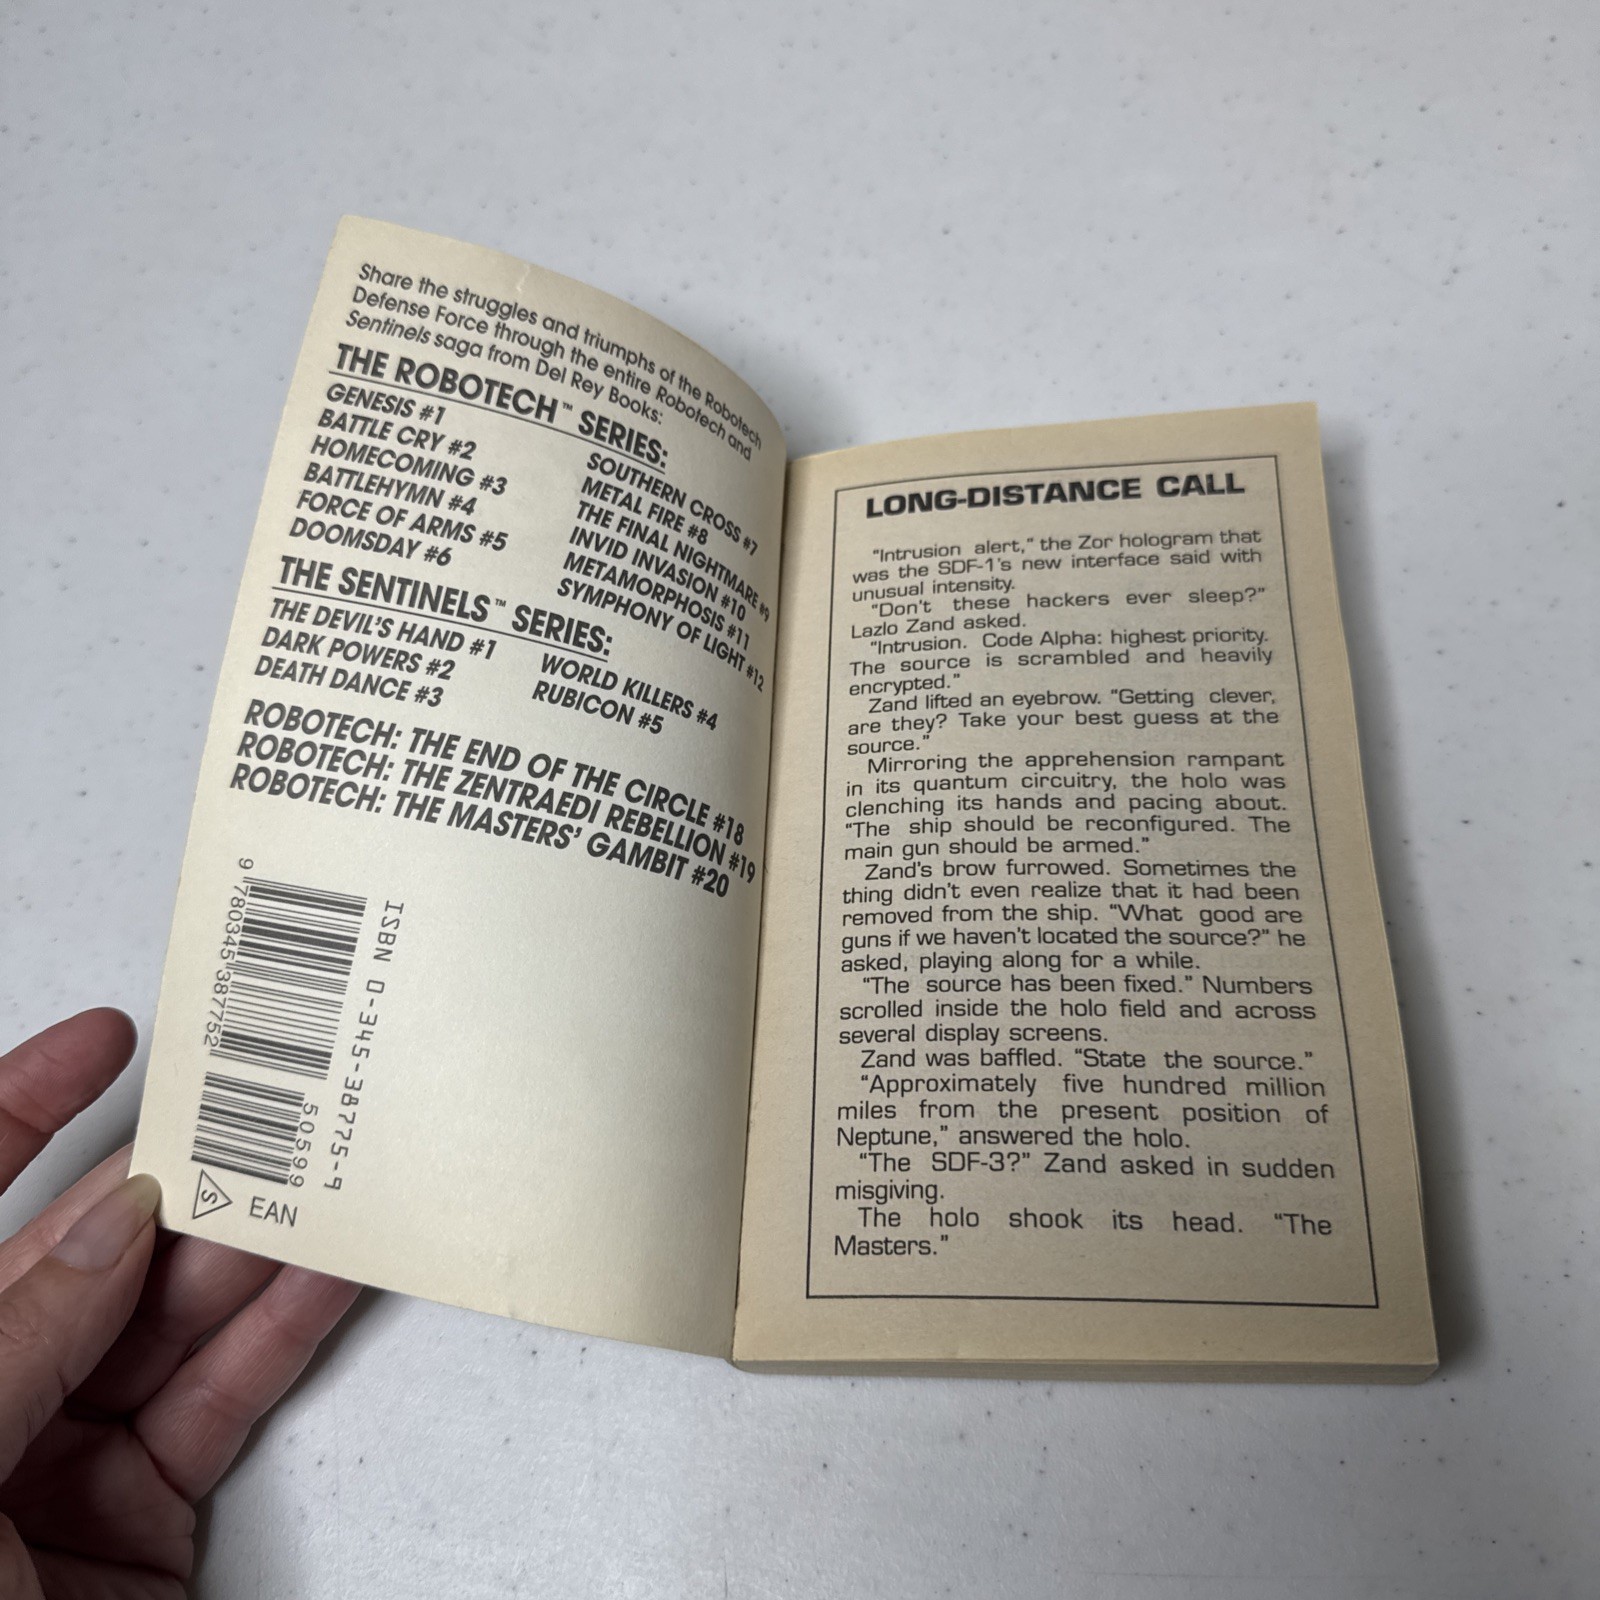 Share the struggles and triumphs of the Robotech
Defense Force through the entire Robotech and
Sentinels saga from Del Rey Books:
THE ROBOTECH™ SERIES:
GENESIS #1
BATTLE CRY #2
HOMECOMING #3
BATTLEHYMN #4
FORCE OF ARMS #5
DOOMSDAY #6
SOUTHERN CROSS #7
METAL FIRE #8
THE FINAL NIGHTMARE #9
INVID INVASION #10
METAMORPHOSIS #11
SYMPHONY OF LIGHT #12
THE SENTINELS™ SERIES:
THE DEVIL'S HAND #1
DARK POWERS #2
DEATH DANCE #3
WORLD KILLERS #4
RUBICON #5
ROBOTECH: THE END OF THE CIRCLE #18
ROBOTECH: THE ZENTRAEDI REBELLION #19
ROBOTECH: THE MASTERS' GAMBIT #20
ISBN 0-345-38775-9
9 780345 387752
50599
S
EAN
LONG-DISTANCE CALL
"Intrusion alert," the Zor hologram that
was the SDF-1's new interface said with
unusual intensity.
"Don't these hackers ever sleep?"
Lazlo Zand asked.
"Intrusion. Code Alpha: highest priority.
The source is scrambled and heavily
encrypted."
Zand lifted an eyebrow. "Getting clever,
are they? Take your best guess at the
source."
Mirroring the apprehension rampant
in its quantum circuitry, the holo was
clenching its hands and pacing about.
"The ship should be reconfigured. The
main gun should be armed."
Zand's brow furrowed. Sometimes the
thing didn't even realize that it had been
removed from the ship. "What good are
guns if we haven't located the source?" he
asked, playing along for a while.
"The source has been fixed." Numbers
scrolled inside the holo field and across
several display screens.
Zand was baffled. "State the source."
"Approximately five hundred million
miles from the present position of
Neptune," answered the holo.
"The SDF-3?" Zand asked in sudden
misgiving.
The holo shook its head. "The
Masters."